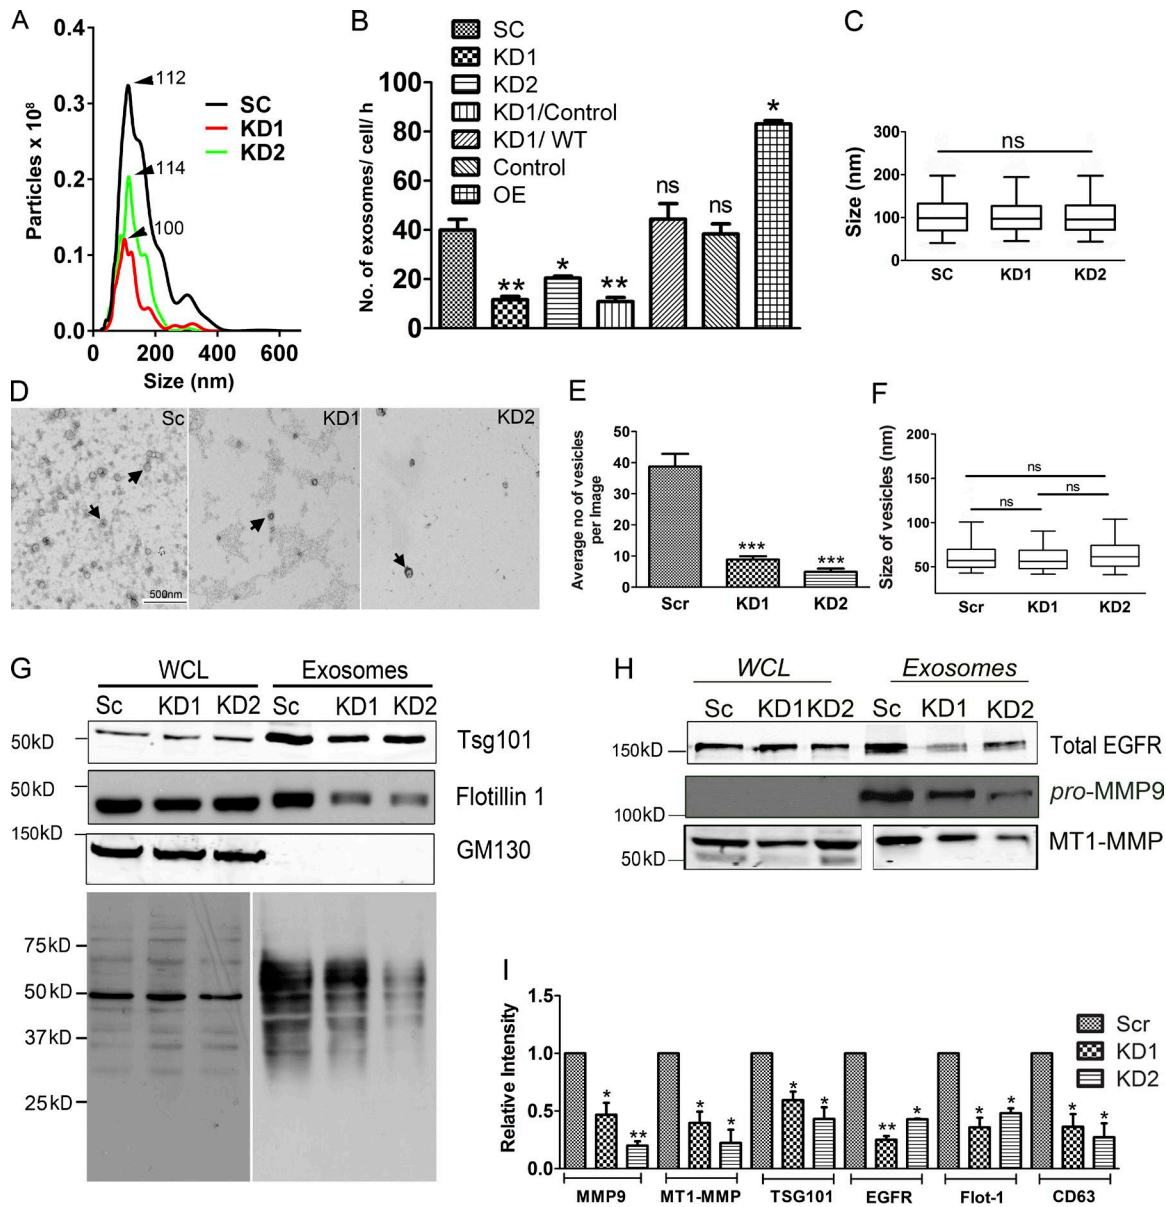 A
0.4
0.3
0.2
0.1
0.0
Particles x 10⁸
112
114
100
SC
KD1
KD2
0 200 400 600
Size (nm)
B
SC
KD1
KD2
KD1/Control
KD1/ WT
Control
OE
100
80
60
40
20
0
No. of exosomes/ cell/ h
** * ** ns ns *
C
300
200
100
0
Size (nm)
ns
SC KD1 KD2
D
Sc KD1 KD2
500nm
E
50
40
30
20
10
0
Average no of vesicles
per Image
*** ***
Scr KD1 KD2
F
200
150
100
50
Size of vesicles (nm)
ns
ns ns
Scr KD1 KD2
G
WCL Exosomes
Sc KD1 KD2 Sc KD1 KD2
50kD Tsg101
50kD Flotillin 1
150kD GM130
75kD
50kD
37kD
25kD
H
WCL Exosomes
Sc KD1 KD2 Sc KD1 KD2
150kD Total EGFR
pro-MMP9
100kD
50kD MT1-MMP
I
1.5
1.0
0.5
0.0
Relative Intensity
Scr
KD1
KD2
* ** * * * * ** * * * * *
MMP9 MT1-MMP TSG101 EGFR Flot-1 CD63